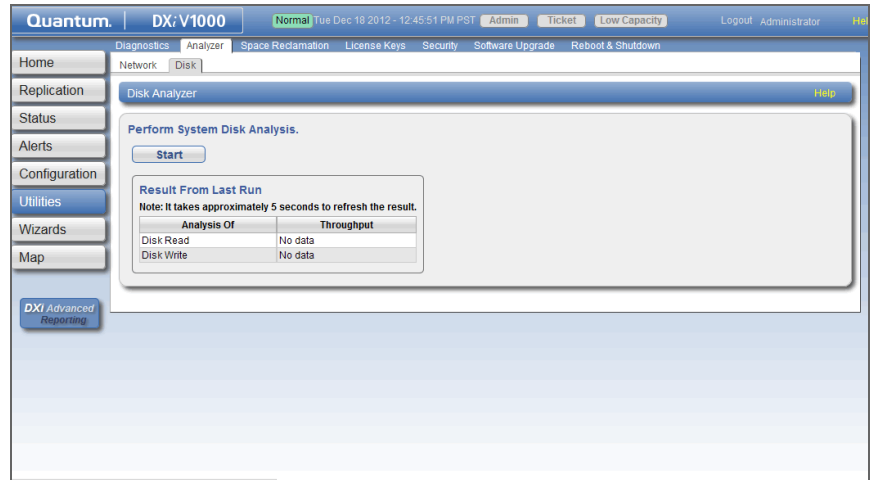 Quantum. DXi V1000 Normal Tue Dec 18 2012 - 12:45:51 PM PST Admin Ticket Low Capacity Logout Administrator Hel
Diagnostics Analyzer Space Reclamation License Keys Security Software Upgrade Reboot & Shutdown
Network Disk
Home
Replication
Status
Alerts
Configuration
Utilities
Wizards
Map
DXi Advanced
Reporting
Disk Analyzer Help
Perform System Disk Analysis.
Start
Result From Last Run
Note: It takes approximately 5 seconds to refresh the result.
Analysis Of Throughput
Disk Read No data
Disk Write No data